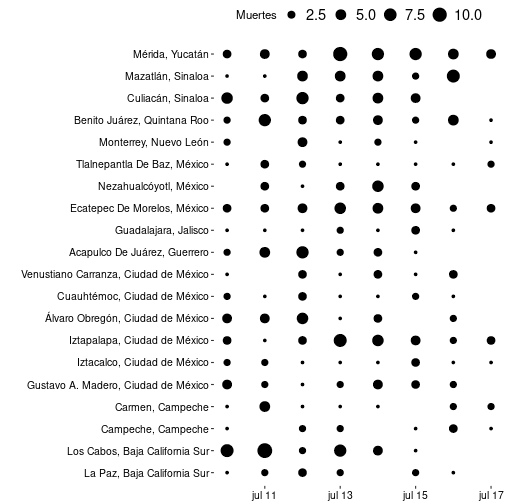 Muertes 2.5 5.0 7.5 10.0
Mérida, Yucatán
Mazatlán, Sinaloa
Culiacán, Sinaloa
Benito Juárez, Quintana Roo
Monterrey, Nuevo León
Tlalnepantla De Baz, México
Nezahualcóyotl, México
Ecatepec De Morelos, México
Guadalajara, Jalisco
Acapulco De Juárez, Guerrero
Venustiano Carranza, Ciudad de México
Cuauhtémoc, Ciudad de México
Álvaro Obregón, Ciudad de México
Iztapalapa, Ciudad de México
Iztacalco, Ciudad de México
Gustavo A. Madero, Ciudad de México
Carmen, Campeche
Campeche, Campeche
Los Cabos, Baja California Sur
La Paz, Baja California Sur
jul 11 jul 13 jul 15 jul 17